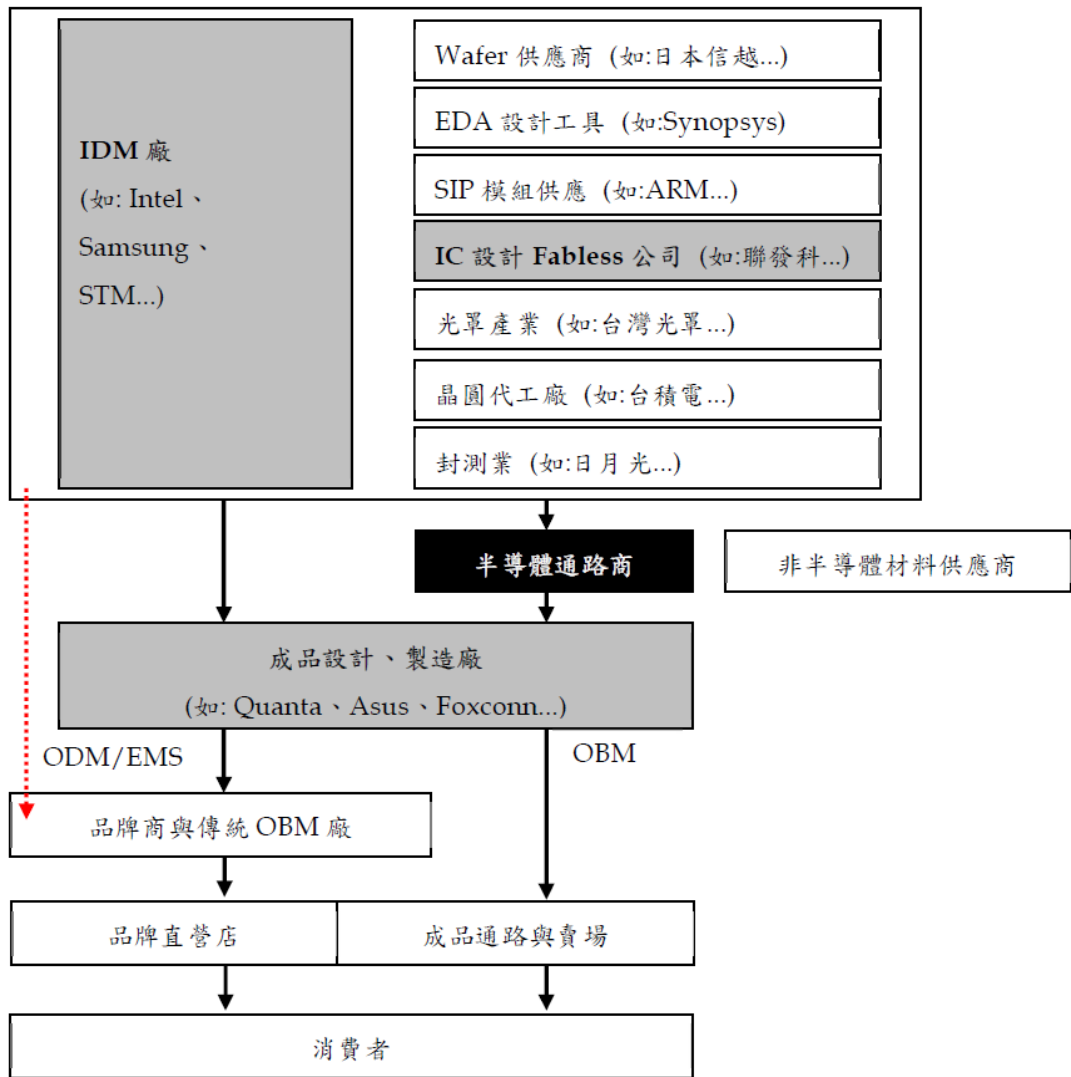 IDM 廠
(如: Intel、
Samsung、
STM...)
Wafer 供應商 (如:日本信越...)
EDA 設計工具 (如:Synopsys)
SIP 模組供應 (如:ARM...)
IC 設計 Fabless 公司 (如:聯發科...)
光罩產業 (如:台灣光罩...)
晶圓代工廠 (如:台積電...)
封測業 (如:日月光...)
半導體通路商
非半導體材料供應商
成品設計、製造廠
(如: Quanta、Asus、Foxconn...)
ODM/EMS
OBM
品牌商與傳統 OBM 廠
品牌直營店
成品通路與賣場
消費者